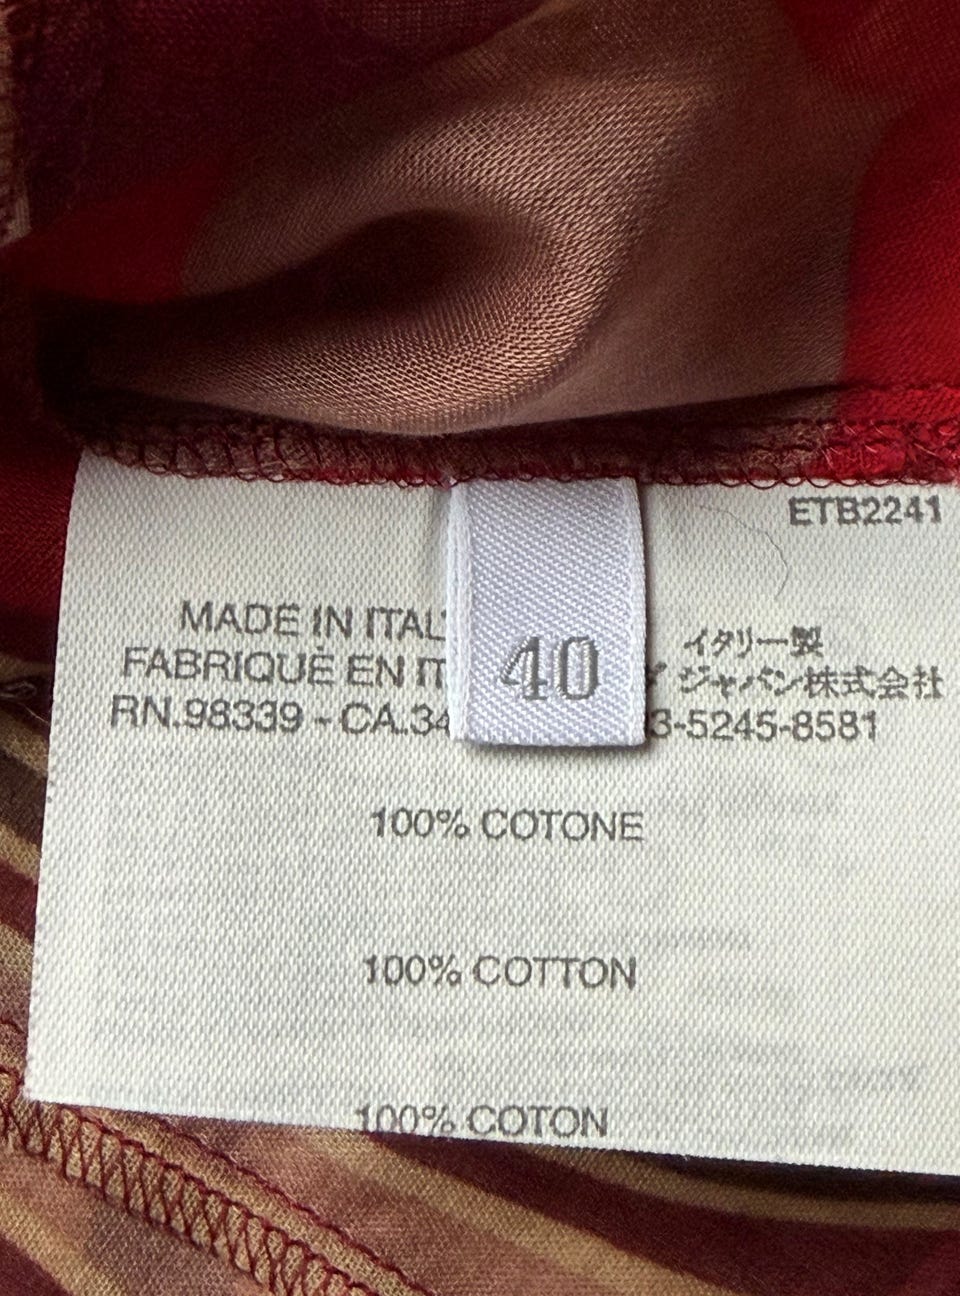 ETB2241
MADE IN ITAL
FABRIQUÉ EN IT
RN.98339 - CA.34
40
イタリー製
ジャパン株式会社
3-5245-8581
100% COTONE
100% COTTON
100% COTON